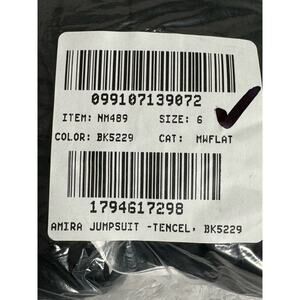 099107139072
ITEM: NM489 SIZE: 6
COLOR: BK5229 CAT: MWFLAT
1794617298
AMIRA JUMPSUIT -TENCEL, BK5229